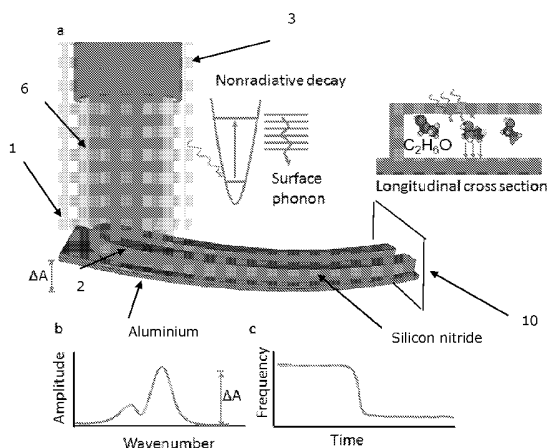 a
3
6
Nonradiative decay
1
C₂H₆O
Surface
phonon
Longitudinal cross section
ΔA
2
Aluminium
Silicon nitride
10
b
Amplitude
ΔA
Wavenumber
c
Frequency
Time